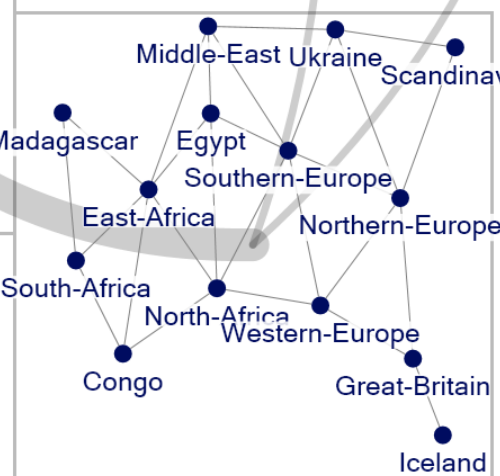 Middle-East
Ukraine
Scandinav
Madagascar
Egypt
Southern-Europe
East-Africa
Northern-Europe
South-Africa
North-Africa
Western-Europe
Congo
Great-Britain
Iceland